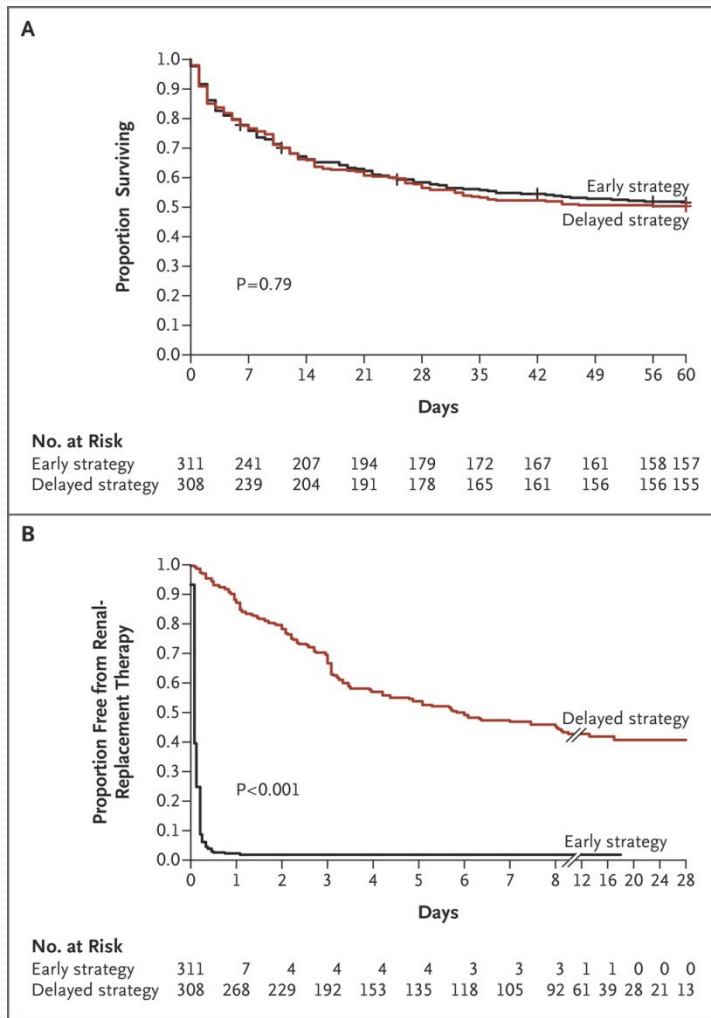 A
1.0
0.9
0.8
0.7
0.6
0.5
0.4
0.3
0.2
0.1
0.0
Proportion Surviving
Early strategy
Delayed strategy
P=0.79
0 7 14 21 28 35 42 49 56 60
Days
No. at Risk
Early strategy 311 241 207 194 179 172 167 161 158 157
Delayed strategy 308 239 204 191 178 165 161 156 156 155
B
1.0
0.9
0.8
0.7
0.6
0.5
0.4
0.3
0.2
0.1
0.0
Proportion Free from Renal-
Replacement Therapy
Delayed strategy
P<0.001
Early strategy
0 1 2 3 4 5 6 7 8 12 16 20 24 28
Days
No. at Risk
Early strategy 311 7 4 4 4 4 3 3 3 1 1 0 0 0
Delayed strategy 308 268 229 192 153 135 118 105 92 61 39 28 21 13